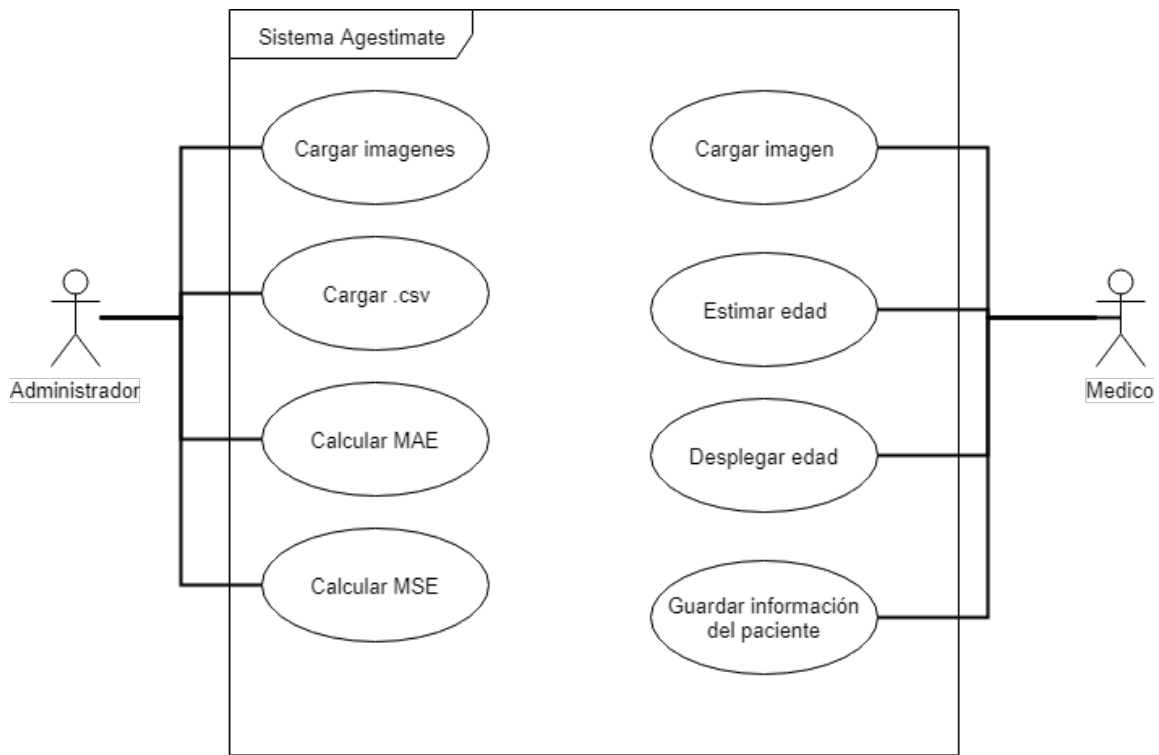 Sistema Agestimate
Cargar imagenes
Cargar imagen
Cargar .csv
Estimar edad
Administrador
Medico
Calcular MAE
Desplegar edad
Calcular MSE
Guardar información
del paciente